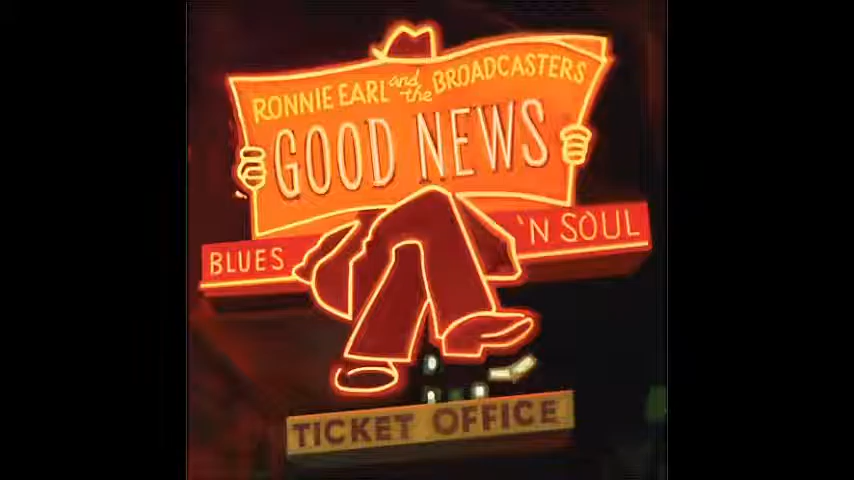 RONNIE EARL and the BROADCASTERS
GOOD NEWS
BLUES 'N SOUL
TICKET OFFICE